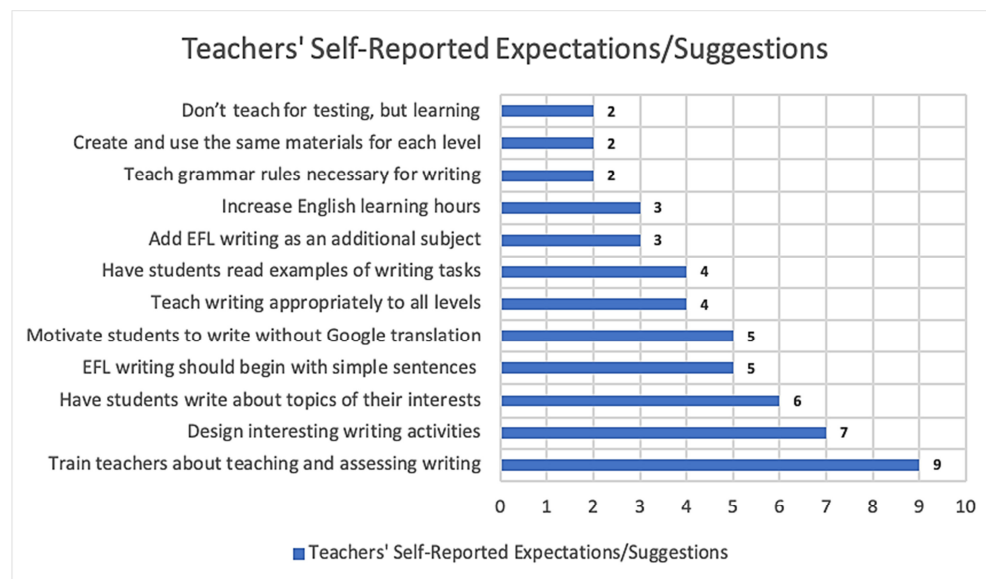 Teachers' Self-Reported Expectations/Suggestions
Don’t teach for testing, but learning 2
Create and use the same materials for each level 2
Teach grammar rules necessary for writing 2
Increase English learning hours 3
Add EFL writing as an additional subject 3
Have students read examples of writing tasks 4
Teach writing appropriately to all levels 4
Motivate students to write without Google translation 5
EFL writing should begin with simple sentences 5
Have students write about topics of their interests 6
Design interesting writing activities 7
Train teachers about teaching and assessing writing 9
0 1 2 3 4 5 6 7 8 9 10
Teachers' Self-Reported Expectations/Suggestions